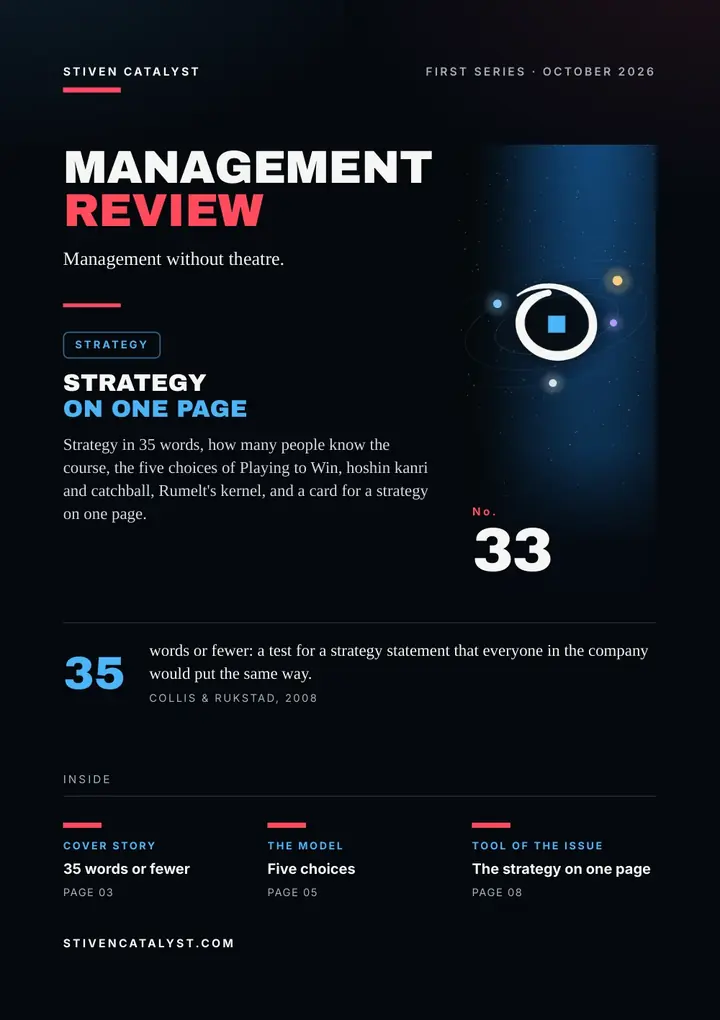 STIVEN CATALYST
FIRST SERIES · OCTOBER 2026
MANAGEMENT
REVIEW
Management without theatre.
STRATEGY
STRATEGY
ON ONE PAGE
Strategy in 35 words, how many people know the
course, the five choices of Playing to Win, hoshin kanri
and catchball, Rumelt's kernel, and a card for a strategy
on one page.
No.
33
35
words or fewer: a test for a strategy statement that everyone in the company
would put the same way.
COLLIS & RUKSTAD, 2008
INSIDE
COVER STORY
35 words or fewer
PAGE 03
THE MODEL
Five choices
PAGE 05
TOOL OF THE ISSUE
The strategy on one page
PAGE 08
STIVENCATALYST.COM